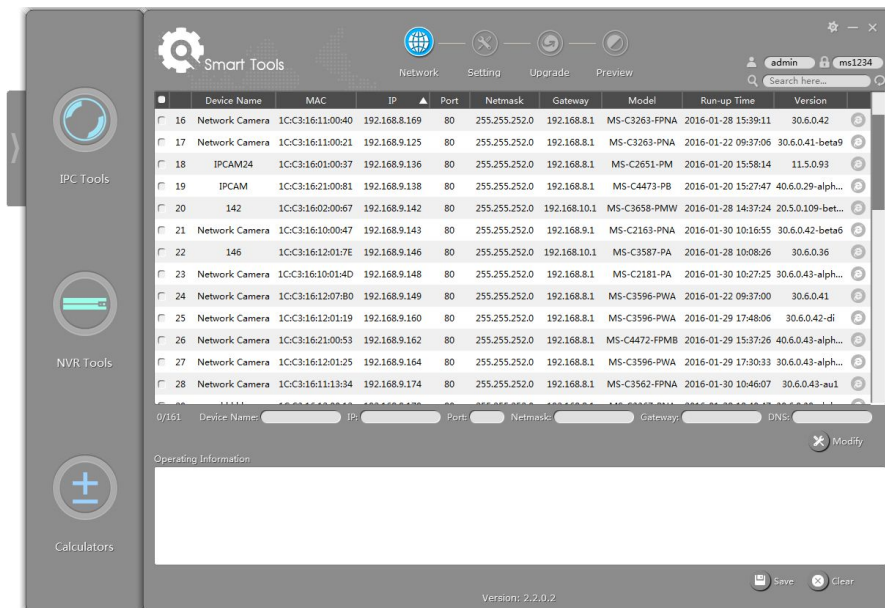 Smart Tools
Network Setting Upgrade Preview
admin ms1234
Search here...
IPC Tools
NVR Tools
Calculators
Device Name MAC IP Port Netmask Gateway Model Run-up Time Version
16 Network Camera 1C:C3:16:11:00:40 192.168.8.169 80 255.255.252.0 192.168.8.1 MS-C3263-FPNA 2016-01-28 15:39:11 30.6.0.42
17 Network Camera 1C:C3:16:11:00:21 192.168.9.125 80 255.255.252.0 192.168.8.1 MS-C3263-PNA 2016-01-22 09:37:06 30.6.0.41-beta9
18 IPCAM24 1C:C3:16:01:00:37 192.168.9.136 80 255.255.252.0 192.168.8.1 MS-C2651-PM 2016-01-20 15:58:14 11.5.0.93
19 IPCAM 1C:C3:16:21:00:81 192.168.9.138 80 255.255.252.0 192.168.8.1 MS-C4473-PB 2016-01-20 15:27:47 40.6.0.29-alph...
20 142 1C:C3:16:02:00:67 192.168.9.142 80 255.255.252.0 192.168.10.1 MS-C3658-PMW 2016-01-28 14:37:24 20.5.0.109-bet...
21 Network Camera 1C:C3:16:10:00:47 192.168.9.143 80 255.255.252.0 192.168.8.1 MS-C2163-PNA 2016-01-30 10:16:55 30.6.0.42-beta6
22 146 1C:C3:16:12:01:7E 192.168.9.146 80 255.255.252.0 192.168.10.1 MS-C3587-PA 2016-01-28 10:08:26 30.6.0.36
23 Network Camera 1C:C3:16:10:01:4D 192.168.9.148 80 255.255.252.0 192.168.8.1 MS-C2181-PA 2016-01-30 10:27:25 30.6.0.43-alph...
24 Network Camera 1C:C3:16:12:07:B0 192.168.9.149 80 255.255.252.0 192.168.8.1 MS-C3596-PWA 2016-01-22 09:37:00 30.6.0.41
25 Network Camera 1C:C3:16:12:01:19 192.168.9.160 80 255.255.252.0 192.168.8.1 MS-C3596-PWA 2016-01-29 17:48:06 30.6.0.42-di
26 Network Camera 1C:C3:16:21:00:53 192.168.9.162 80 255.255.252.0 192.168.8.1 MS-C4472-FPMB 2016-01-29 15:37:26 40.6.0.43-alph...
27 Network Camera 1C:C3:16:12:01:25 192.168.9.164 80 255.255.252.0 192.168.8.1 MS-C3596-PWA 2016-01-29 17:30:33 30.6.0.43-alph...
28 Network Camera 1C:C3:16:11:13:34 192.168.9.174 80 255.255.252.0 192.168.8.1 MS-C3562-FPNA 2016-01-30 10:46:07 30.6.0.43-au1
0/161 Device Name: IP: Port: Netmask: Gateway: DNS:
Modify
Operating Information
Save Clear
Version: 2.2.0.2